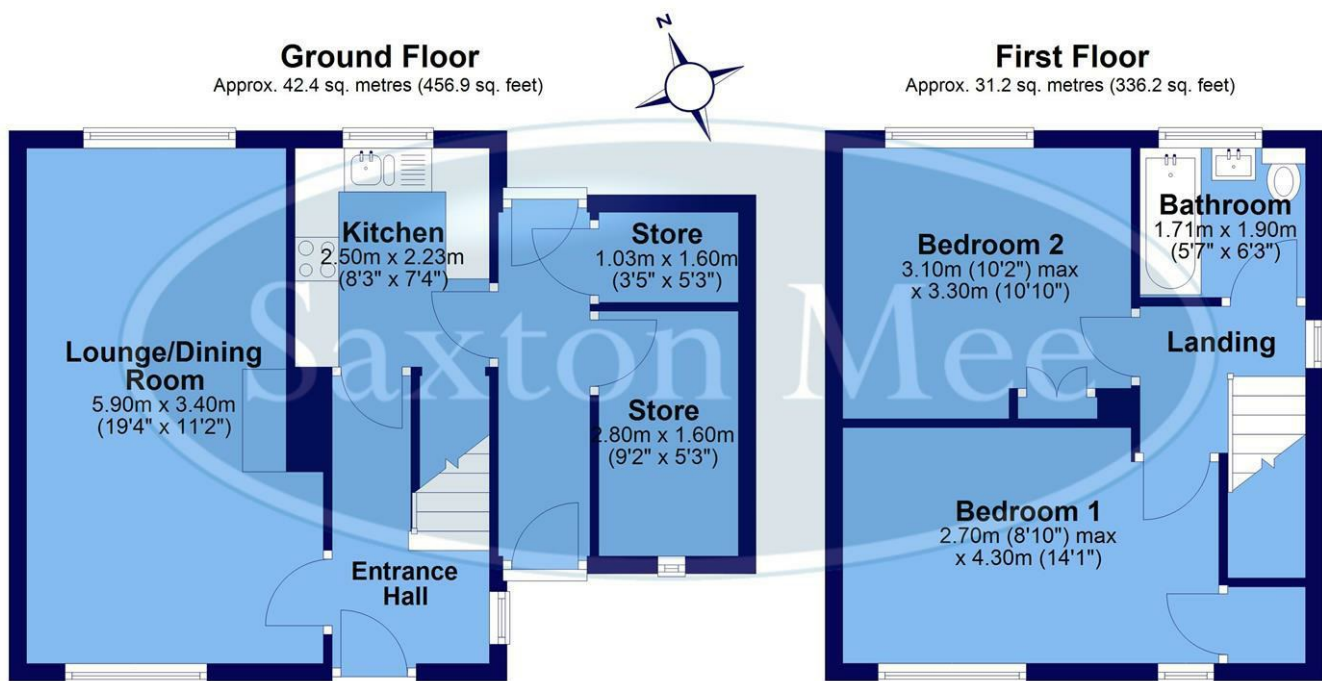 N
Ground Floor
Approx. 42.4 sq. metres (456.9 sq. feet)
First Floor
Approx. 31.2 sq. metres (336.2 sq. feet)
Kitchen
2.50m x 2.23m
(8'3" x 7'4")
Store
1.03m x 1.60m
(3'5" x 5'3")
Lounge/Dining
Room
5.90m x 3.40m
(19'4" x 11'2")
Store
2.80m x 1.60m
(9'2" x 5'3")
Entrance
Hall
Bedroom 2
3.10m (10'2") max
x 3.30m (10'10")
Bathroom
1.71m x 1.90m
(5'7" x 6'3")
Landing
Bedroom 1
2.70m (8'10") max
x 4.30m (14'1")
Saxton Mee